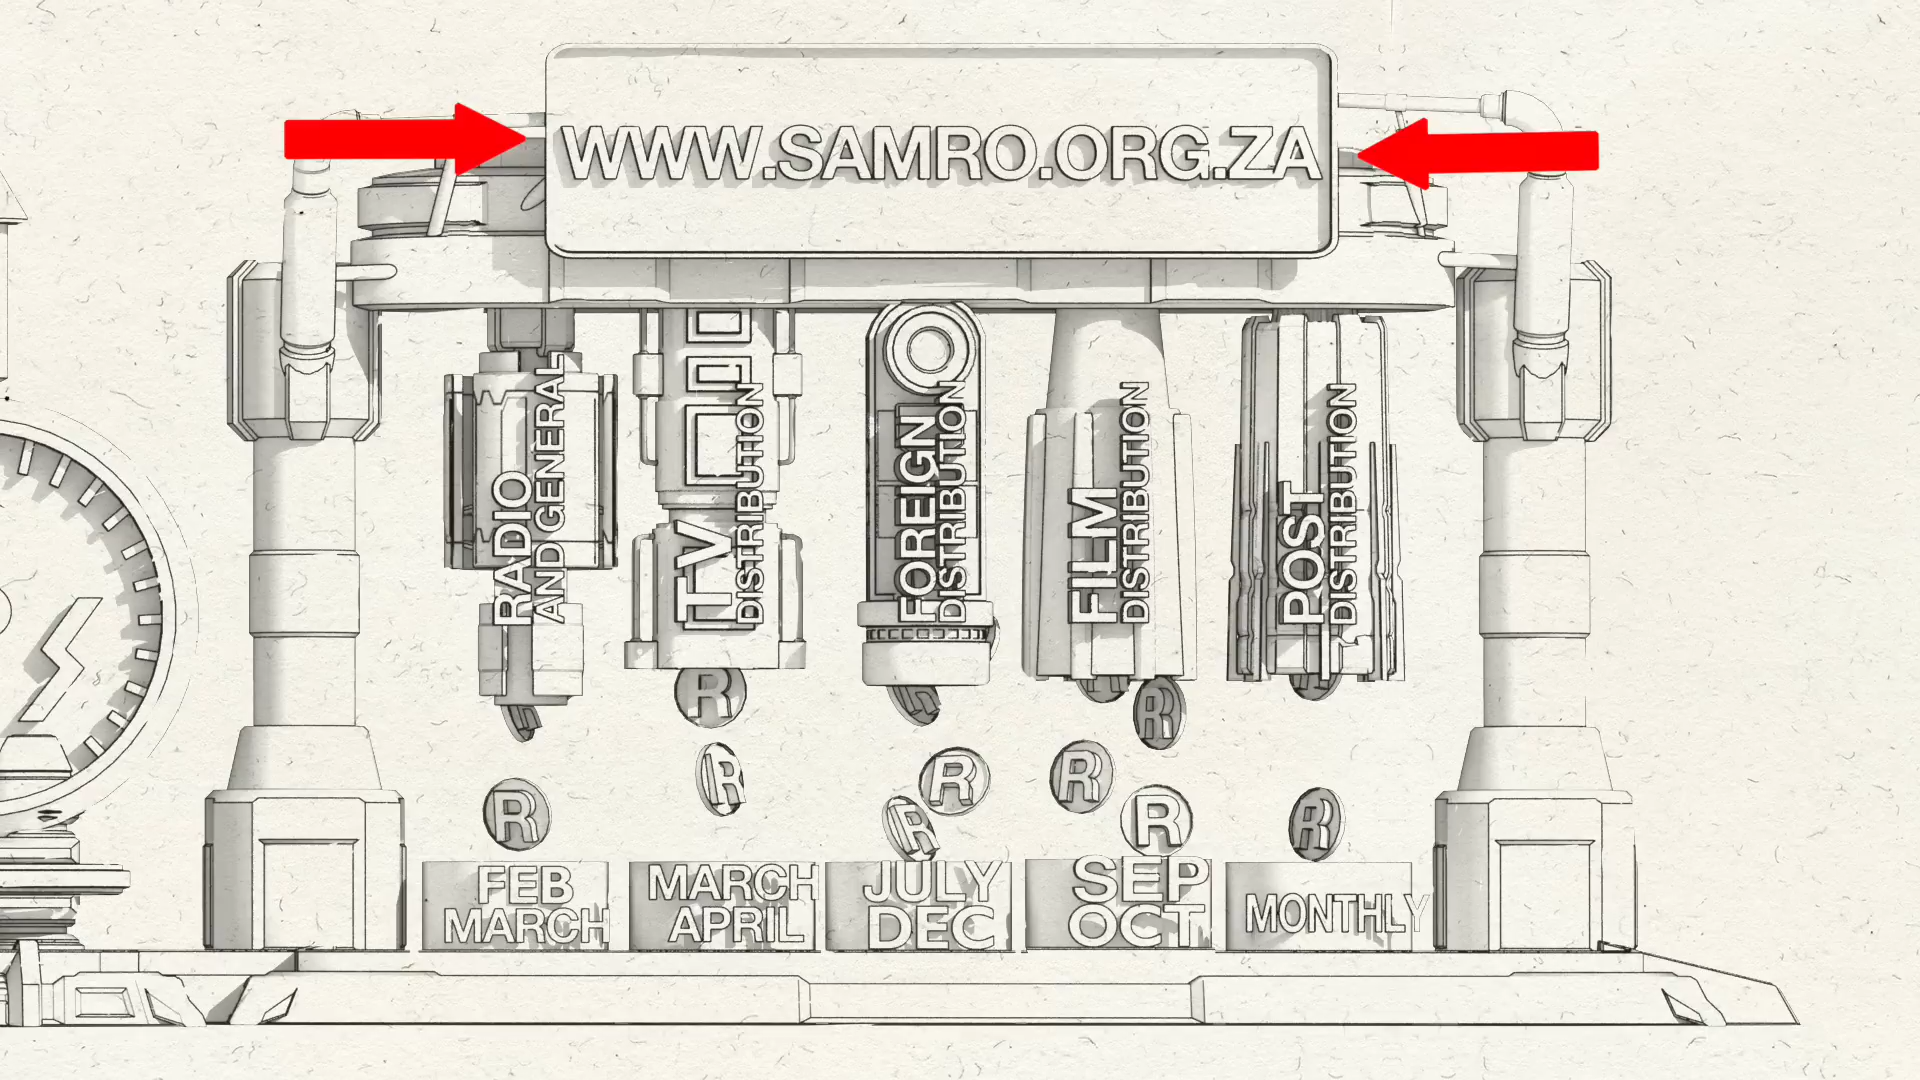 WWW.SAMRO.ORG.ZA
RADIO
AND GENERAL
TV
DISTRIBUTION
FOREIGN
DISTRIBUTION
FILM
DISTRIBUTION
POST
DISTRIBUTION
R
R
R
R
R
R
R
R
R
FEB
MARCH
MARCH
APRIL
JULY
DEC
SEP
OCT
MONTHLY